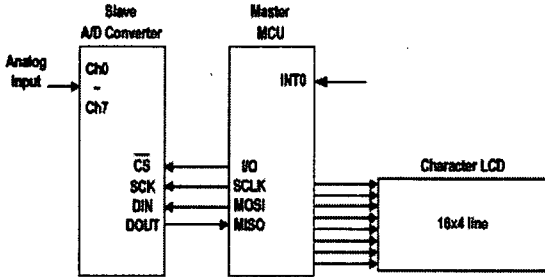 Slave
A/D Converter
Master
MCU
Analog
Input
Ch0
~
Ch7
INT0
CS
SCK
DIN
DOUT
I/O
SCLK
MOSI
MISO
Character LCD
16x4 line